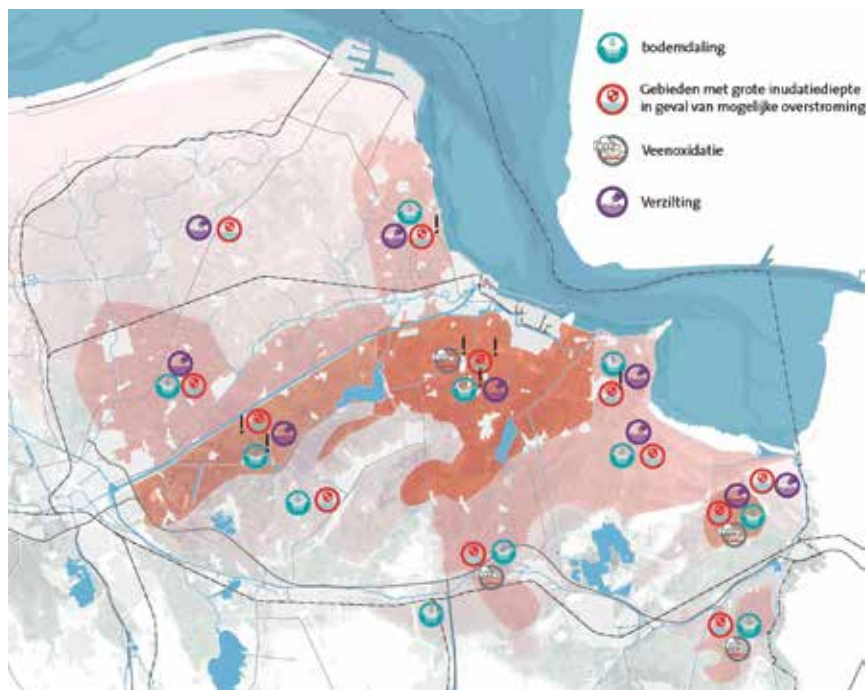 bodemdaling
Gebieden met grote inudatiediepte
in geval van mogelijke overstroming
Veenoxidatie
Verzilting